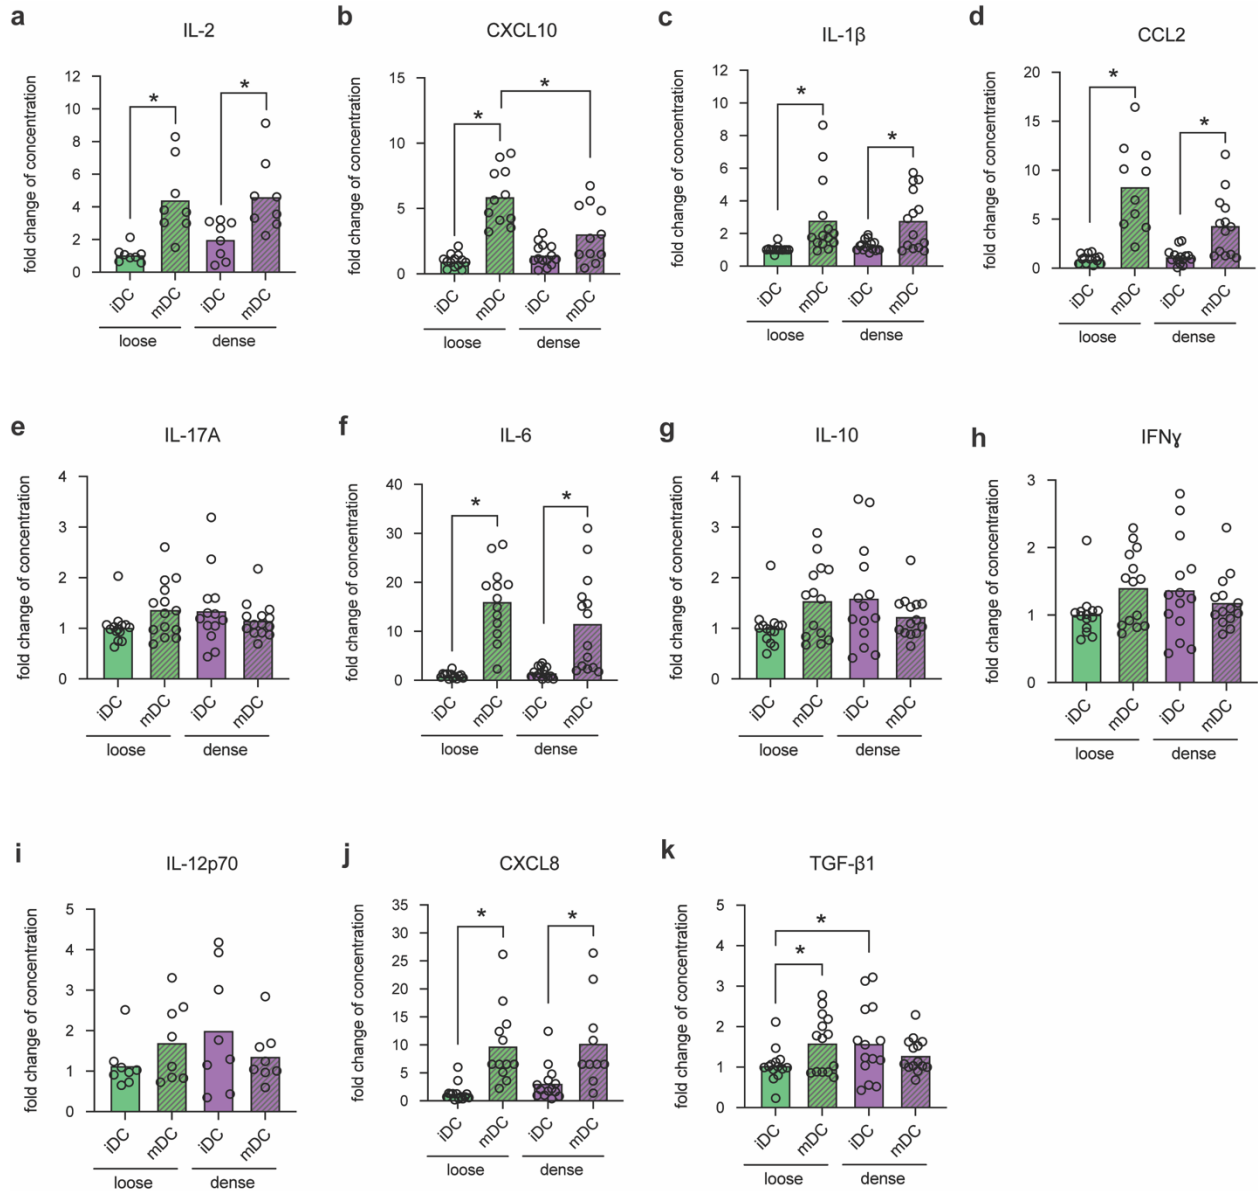 a
IL-2
fold change of concentration
12
10
8
6
4
2
0
*
*
iDC
mDC
iDC
mDC
loose
dense
b
CXCL10
fold change of concentration
15
10
5
0
*
*
iDC
mDC
iDC
mDC
loose
dense
c
IL-1β
fold change of concentration
12
10
8
6
4
2
0
*
*
iDC
mDC
iDC
mDC
loose
dense
d
CCL2
fold change of concentration
20
15
10
5
0
*
*
iDC
mDC
iDC
mDC
loose
dense
e
IL-17A
fold change of concentration
4
3
2
1
0
iDC
mDC
iDC
mDC
loose
dense
f
IL-6
fold change of concentration
40
30
20
10
0
*
*
iDC
mDC
iDC
mDC
loose
dense
g
IL-10
fold change of concentration
4
3
2
1
0
iDC
mDC
iDC
mDC
loose
dense
h
IFNγ
fold change of concentration
3
2
1
0
iDC
mDC
iDC
mDC
loose
dense
i
IL-12p70
fold change of concentration
5
4
3
2
1
0
iDC
mDC
iDC
mDC
loose
dense
j
CXCL8
fold change of concentration
35
30
25
20
15
10
5
0
*
*
iDC
mDC
iDC
mDC
loose
dense
k
TGF-β1
fold change of concentration
5
4
3
2
1
0
*
*
iDC
mDC
iDC
mDC
loose
dense